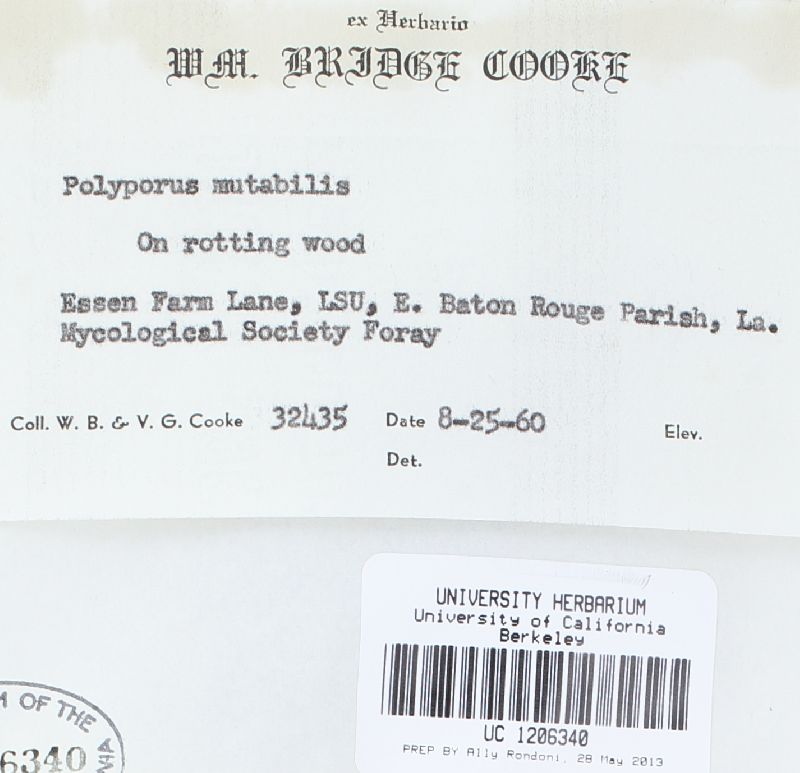 ex Herbario
WM. BRIDGE COOKE
Polyporus mutabilis
On rotting wood
Essen Farm Lane, LSU, E. Baton Rouge Parish, La.
Mycological Society Foray
Coll. W. B. & V. G. Cooke 32435 Date 8-25-60 Elev.
Det.
UNIVERSITY HERBARIUM
University of California
Berkeley
UC 1206340
PREP BY Ally Rondoni, 28 May 2013
OF THE
6340